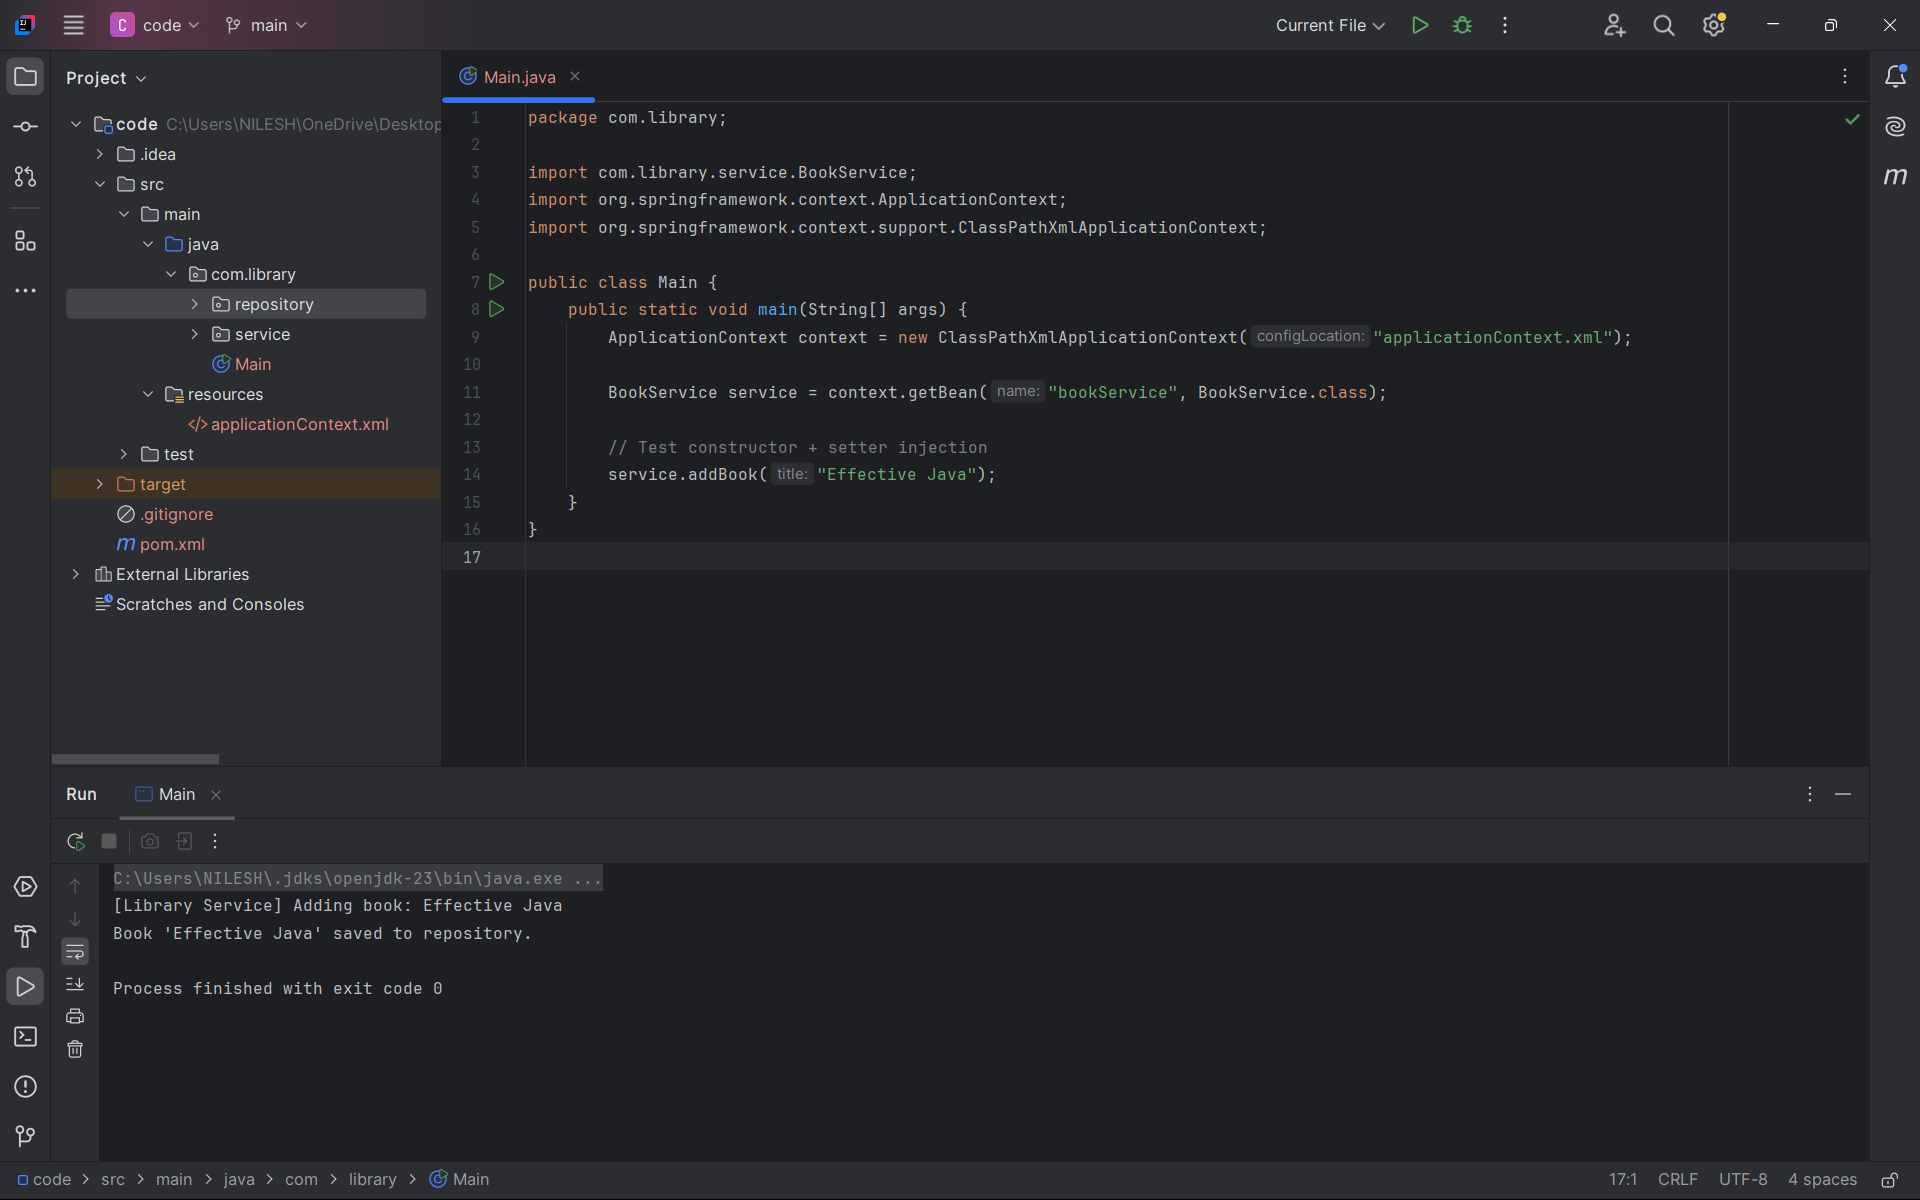 C code main Current File
Project
code C:\Users\NILESH\OneDrive\Desktop
.idea
src
main
java
com.library
repository
service
Main
resources
applicationContext.xml
test
target
.gitignore
m pom.xml
External Libraries
Scratches and Consoles
Main.java
1 package com.library;
2
3 import com.library.service.BookService;
4 import org.springframework.context.ApplicationContext;
5 import org.springframework.context.support.ClassPathXmlApplicationContext;
6
7 public class Main {
8 public static void main(String[] args) {
9 ApplicationContext context = new ClassPathXmlApplicationContext( configLocation: "applicationContext.xml");
10
11 BookService service = context.getBean( name: "bookService", BookService.class);
12
13 // Test constructor + setter injection
14 service.addBook( title: "Effective Java");
15 }
16 }
17
m
Run Main
C:\Users\NILESH\.jdks\openjdk-23\bin\java.exe ...
[Library Service] Adding book: Effective Java
Book 'Effective Java' saved to repository.
Process finished with exit code 0
code > src > main > java > com > library > Main 17:1 CRLF UTF-8 4 spaces